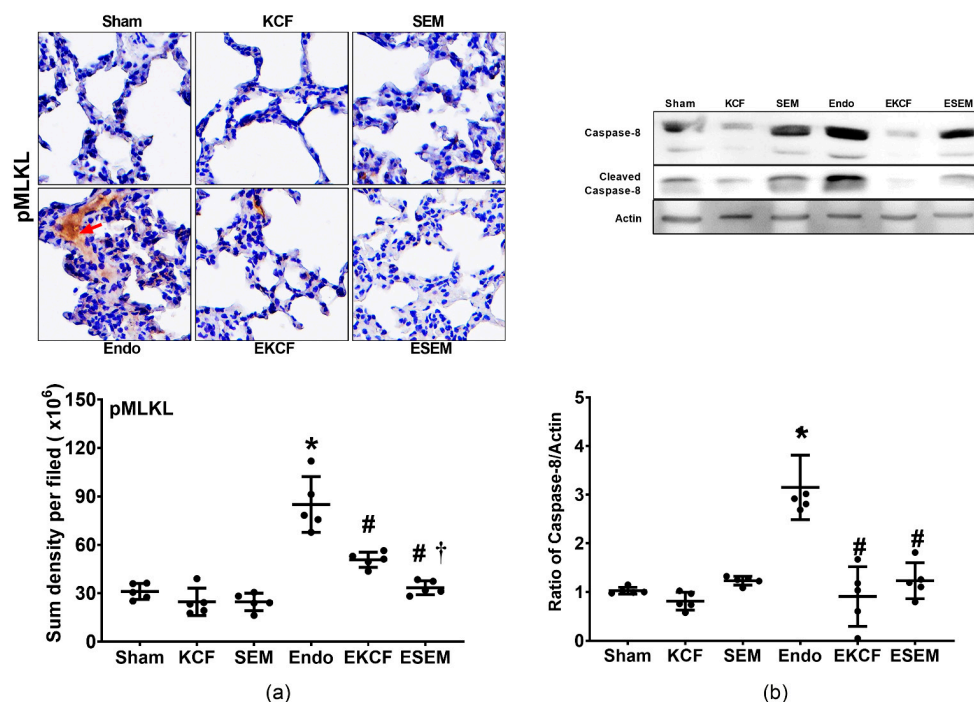 Sham KCF SEM
pMLKL
Endo EKCF ESEM
Sham KCF SEM Endo EKCF ESEM
Caspase-8
Cleaved
Caspase-8
Actin
pMLKL
Sum density per filed ( x10⁶)
150
120
90
60
30
0
*
#
# †
Sham KCF SEM Endo EKCF ESEM
(a)
Ratio of Caspase-8/Actin
5
4
3
2
1
0
*
#
#
Sham KCF SEM Endo EKCF ESEM
(b)